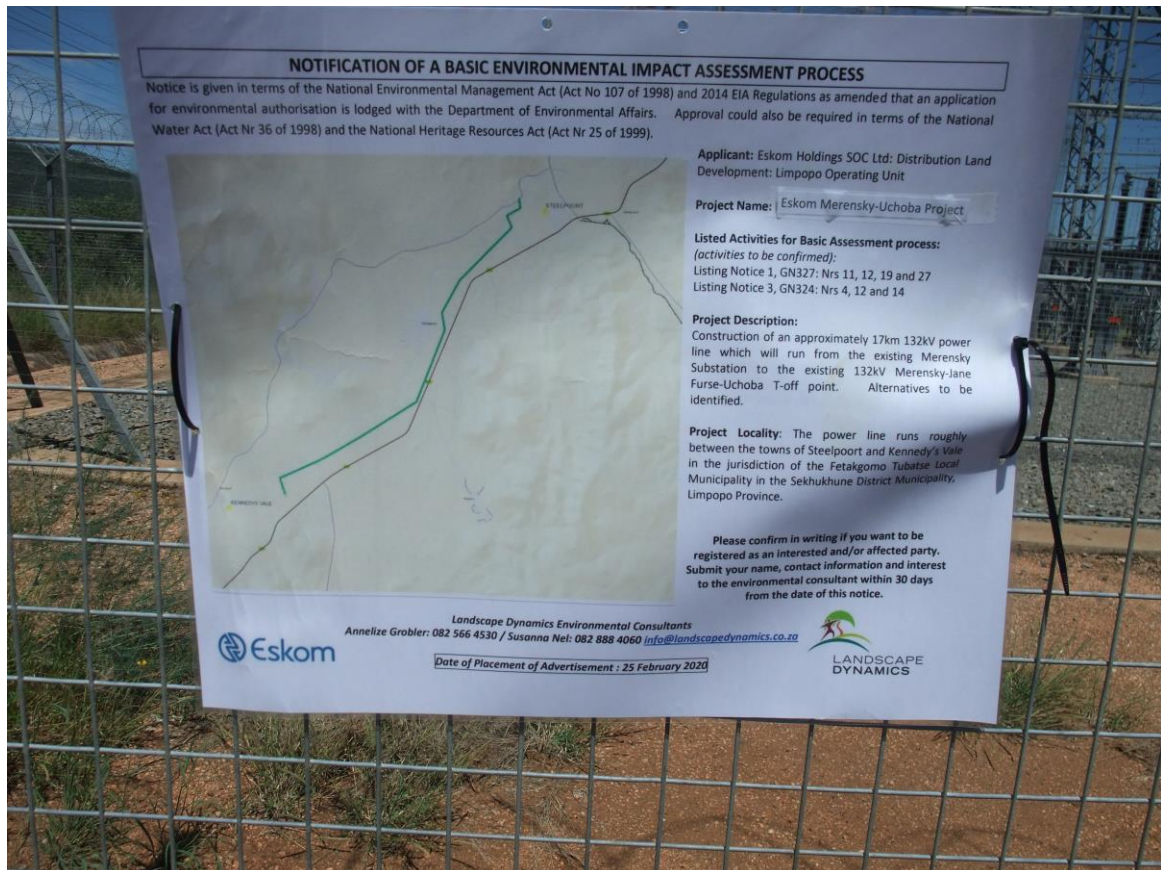 NOTIFICATION OF A BASIC ENVIRONMENTAL IMPACT ASSESSMENT PROCESS
Notice is given in terms of the National Environmental Management Act (Act No 107 of 1998) and 2014 EIA Regulations as amended that an application
for environmental authorisation is lodged with the Department of Environmental Affairs. Approval could also be required in terms of the National
Water Act (Act Nr 36 of 1998) and the National Heritage Resources Act (Act Nr 25 of 1999).
STEELPOORT
KENNEDYS VALE
Applicant: Eskom Holdings SOC Ltd: Distribution Land
Development: Limpopo Operating Unit
Project Name: Eskom Merensky-Uchoba Project
Listed Activities for Basic Assessment process:
(activities to be confirmed):
Listing Notice 1, GN327: Nrs 11, 12, 19 and 27
Listing Notice 3, GN324: Nrs 4, 12 and 14
Project Description:
Construction of an approximately 17km 132kV power
line which will run from the existing Merensky
Substation to the existing 132kV Merensky-Jane
Furse-Uchoba T-off point. Alternatives to be
identified.
Project Locality: The power line runs roughly
between the towns of Steelpoort and Kennedy's Vale
in the jurisdiction of the Fetakgomo Tubatse Local
Municipality in the Sekhukhune District Municipality,
Limpopo Province.
Please confirm in writing if you want to be
registered as an interested and/or affected party.
Submit your name, contact information and interest
to the environmental consultant within 30 days
from the date of this notice.
Landscape Dynamics Environmental Consultants
Annelize Grobler: 082 566 4530 / Susanna Nel: 082 888 4060 info@landscapedynamics.co.za
Date of Placement of Advertisement : 25 February 2020
Eskom
LANDSCAPE
DYNAMICS